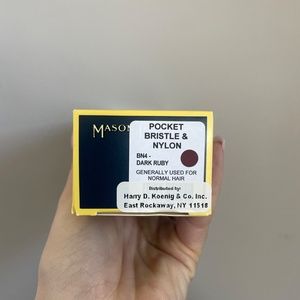 MASON
POCKET
BRISTLE &
NYLON
BN4 -
DARK RUBY
GENERALLY USED FOR
NORMAL HAIR
Distributed by:
Harry D. Koenig & Co. Inc.
East Rockaway, NY 11518